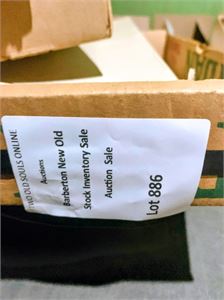 TWO OLD SOULS ONLINE
Auctions
Barberton New Old
Stock Inventory Sale
Auction Sale
Lot 886